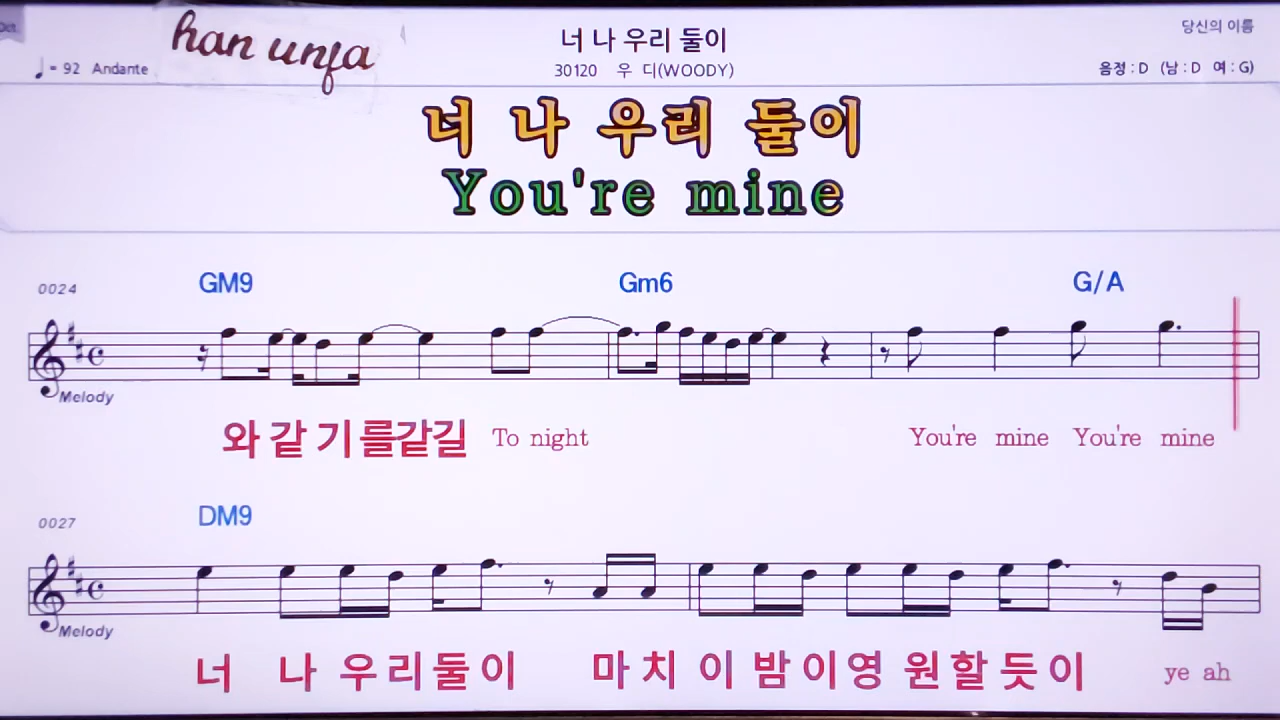 Oct.
han unja
너 나 우리 둘이
당신의 이름
♩= 92 Andante
30120 우 디(WOODY)
음정 : D (남 : D 여 : G)
너 나 우리 둘이
You're mine
0024 GM9 Gm6 G/A
Melody
와 같 기 를같길 To night You're mine You're mine
0027 DM9
Melody
너 나 우 리 둘 이 마 치 이 밤 이 영 원 할 듯 이 ye ah